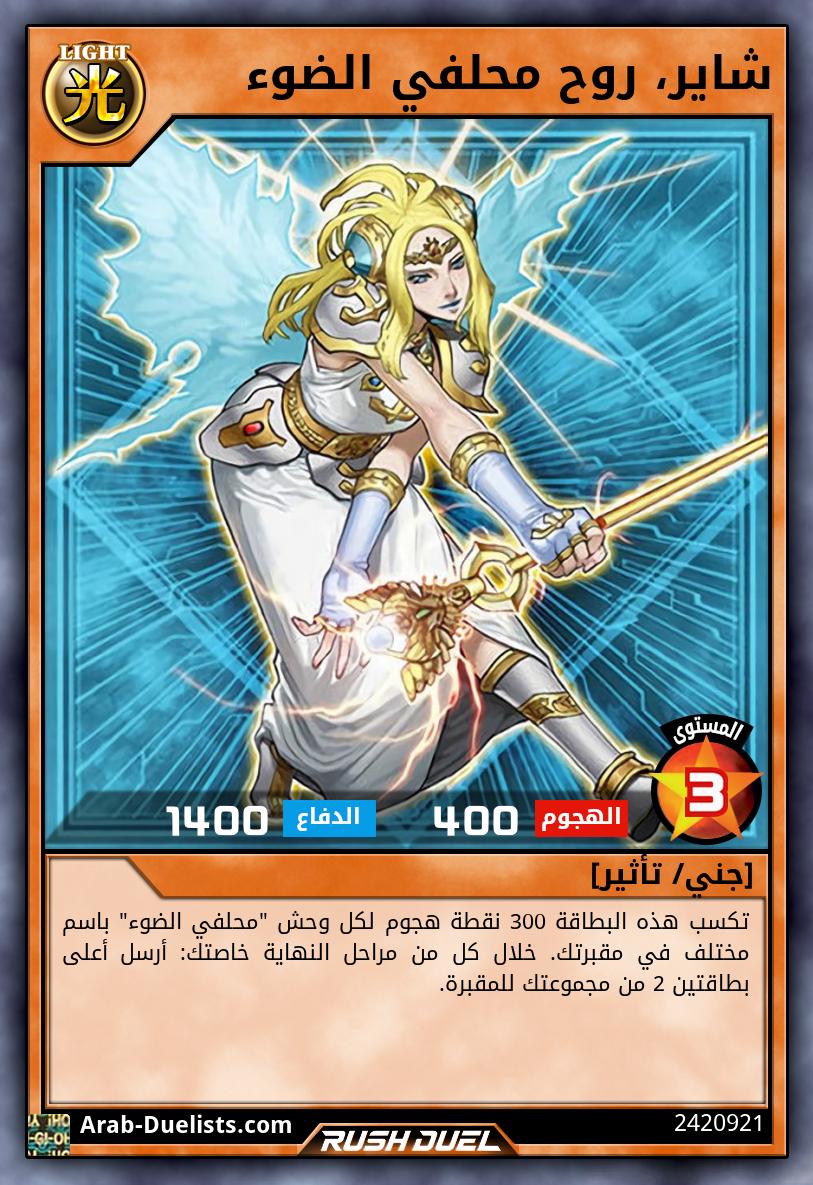 LIGHT
光
شاير، روح محلفي الضوء
المستوى
3
الهجوم 400 الدفاع 1400
[جني/ تأثير]
تكسب هذه البطاقة 300 نقطة هجوم لكل وحش "محلفي الضوء" باسم
مختلف في مقبرتك. خلال كل من مراحل النهاية خاصتك: أرسل أعلى
بطاقتين 2 من مجموعتك للمقبرة.
Arab-Duelists.com
RUSH DUEL
2420921